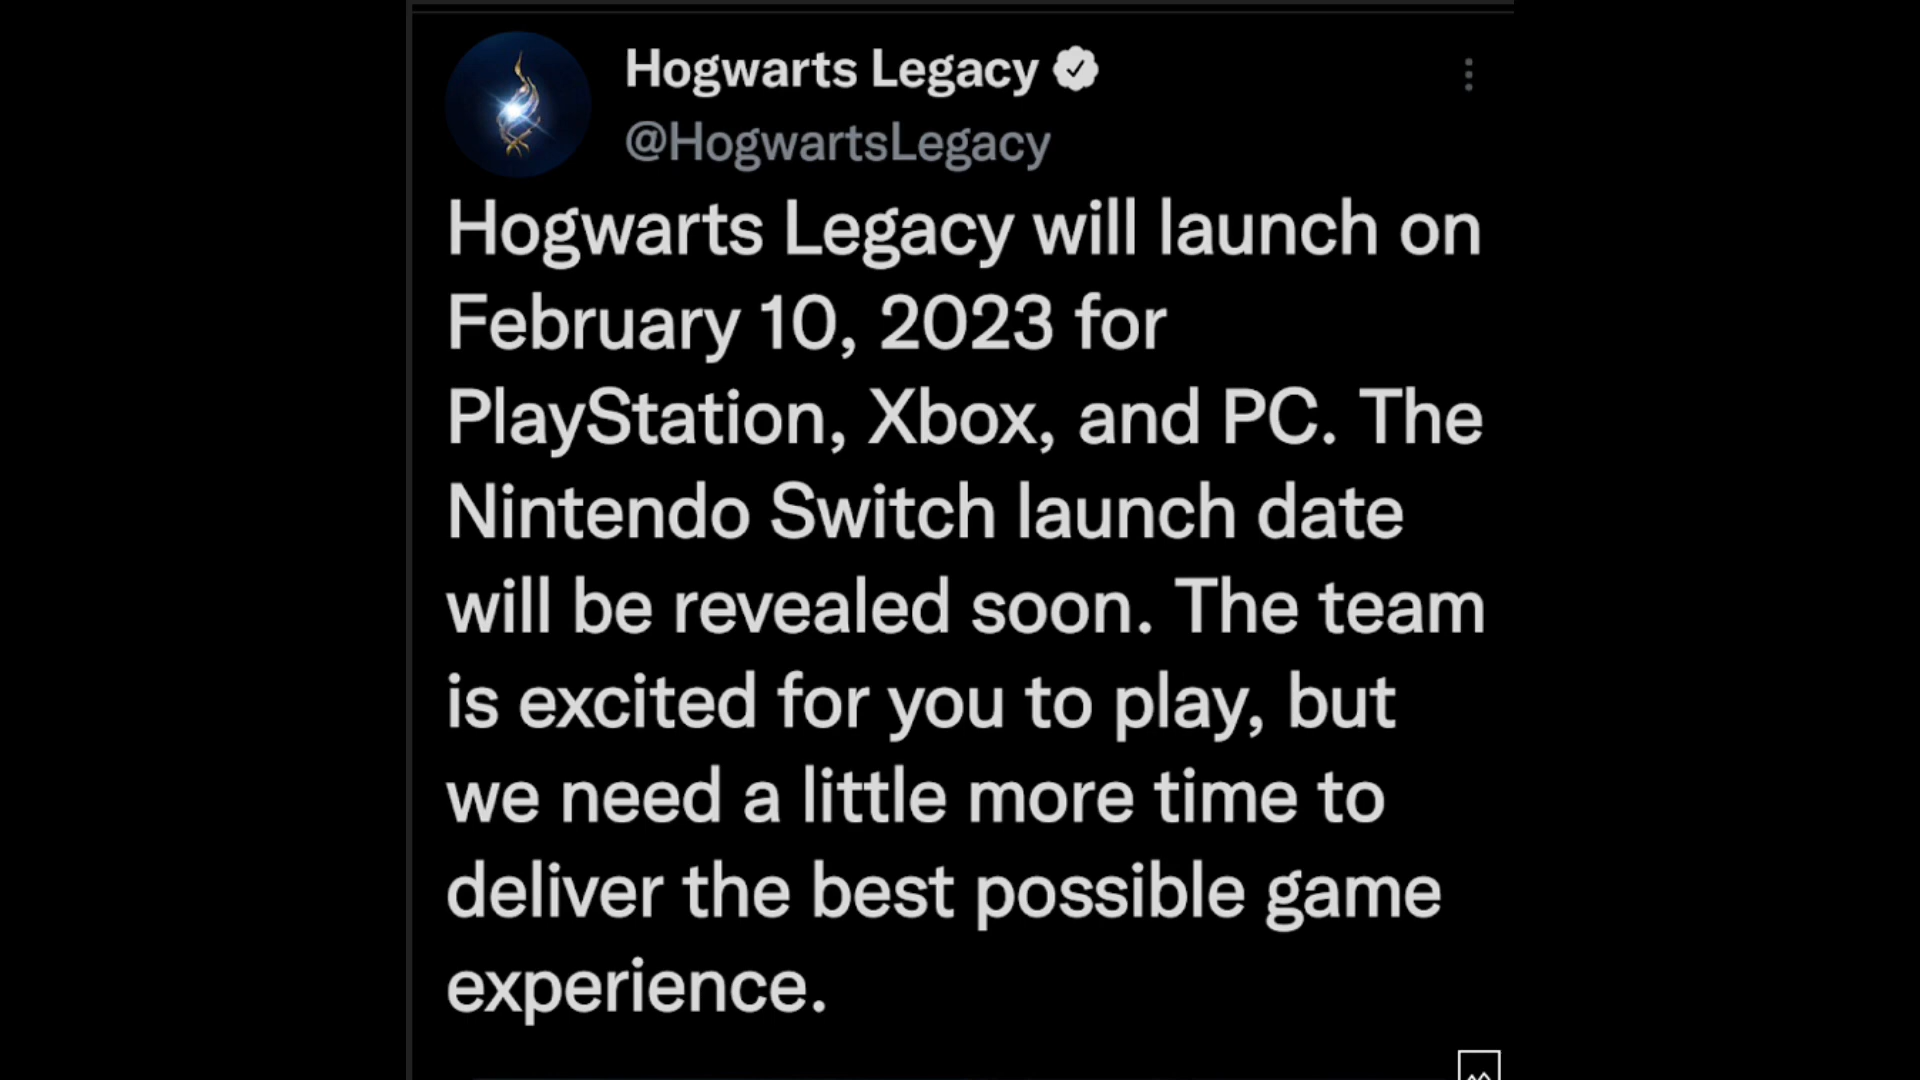 Hogwarts Legacy
@HogwartsLegacy
Hogwarts Legacy will launch on
February 10, 2023 for
PlayStation, Xbox, and PC. The
Nintendo Switch launch date
will be revealed soon. The team
is excited for you to play, but
we need a little more time to
deliver the best possible game
experience.